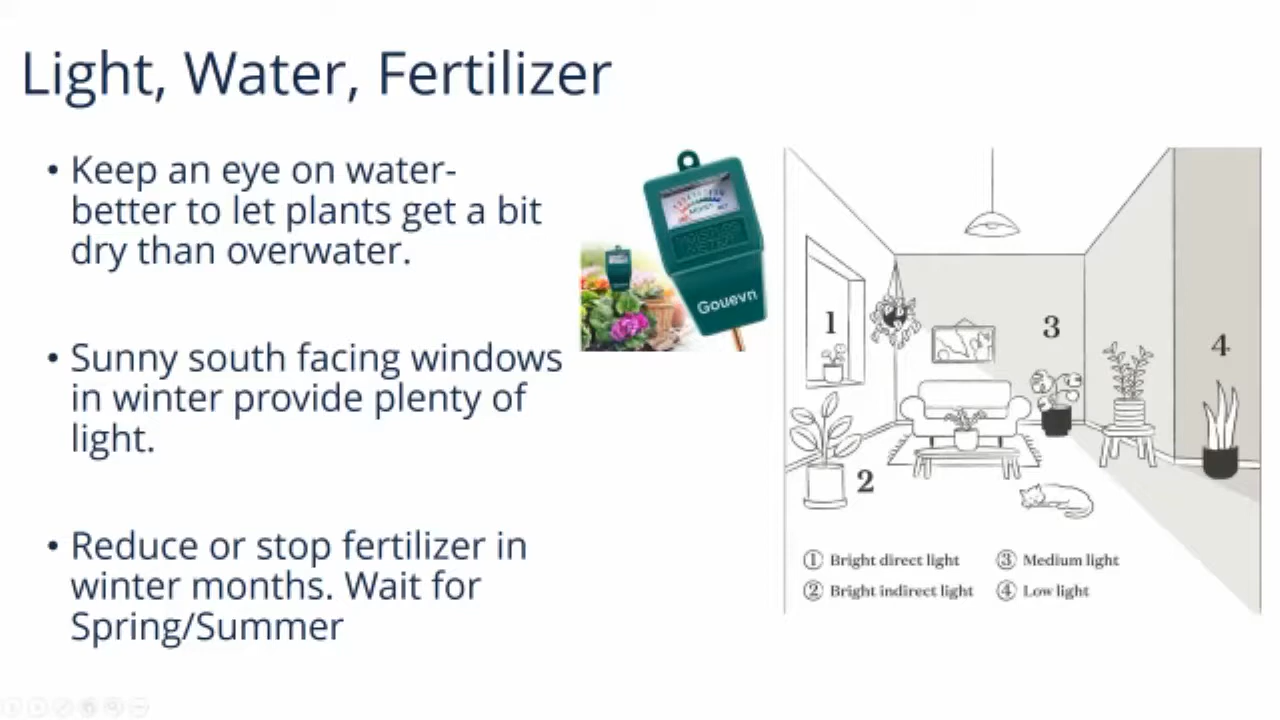 Light, Water, Fertilizer
• Keep an eye on water-
better to let plants get a bit
dry than overwater.
• Sunny south facing windows
in winter provide plenty of
light.
• Reduce or stop fertilizer in
winter months. Wait for
Spring/Summer
Gouevn
1
2
3
4
① Bright direct light
② Bright indirect light
③ Medium light
④ Low light